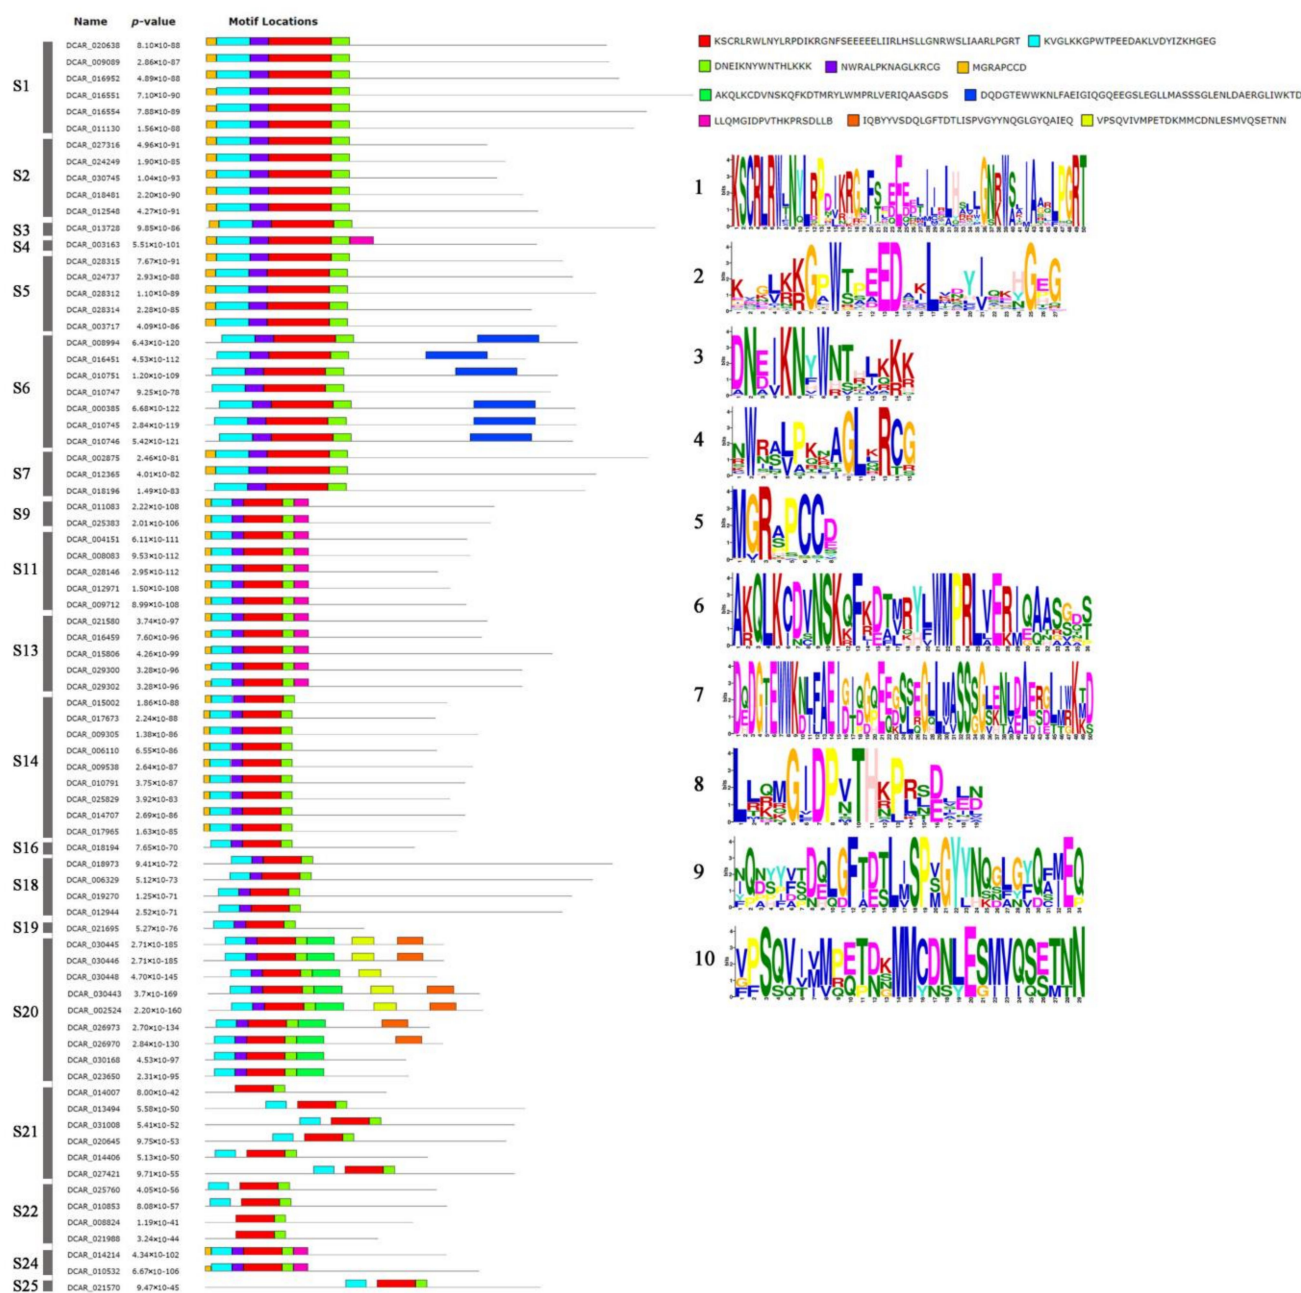 Name p-value Motif Locations
S1
DCAR_020638 8.10×10-88
DCAR_009089 2.86×10-87
DCAR_016952 4.89×10-88
DCAR_016551 7.10×10-90
DCAR_016554 7.88×10-89
DCAR_011130 1.56×10-88
S2
DCAR_027316 4.96×10-91
DCAR_024249 1.90×10-85
DCAR_030745 1.04×10-93
DCAR_018481 2.20×10-90
DCAR_012548 4.27×10-91
S3
DCAR_013728 9.85×10-86
S4
DCAR_003163 5.51×10-101
S5
DCAR_028315 7.67×10-91
DCAR_024737 2.93×10-88
DCAR_028312 1.10×10-89
DCAR_028314 2.28×10-85
DCAR_003717 4.09×10-86
S6
DCAR_008994 6.43×10-120
DCAR_016451 4.53×10-112
DCAR_010751 1.20×10-109
DCAR_010747 9.25×10-78
DCAR_000385 6.68×10-122
DCAR_010745 2.84×10-119
DCAR_010746 5.42×10-121
S7
DCAR_002875 2.46×10-81
DCAR_012365 4.01×10-82
DCAR_018196 1.49×10-83
S9
DCAR_011083 2.22×10-108
DCAR_025383 2.01×10-106
S11
DCAR_004151 6.11×10-111
DCAR_008083 9.53×10-112
DCAR_028146 2.95×10-112
DCAR_012971 1.50×10-108
DCAR_009712 8.99×10-108
S13
DCAR_021580 3.74×10-97
DCAR_016459 7.60×10-96
DCAR_015806 4.26×10-99
DCAR_029300 3.28×10-96
DCAR_029302 3.28×10-96
S14
DCAR_015002 1.86×10-88
DCAR_017673 2.24×10-88
DCAR_009305 1.38×10-86
DCAR_006110 6.55×10-86
DCAR_009538 2.64×10-87
DCAR_010791 3.75×10-87
DCAR_025829 3.92×10-83
DCAR_014707 2.69×10-86
DCAR_017965 1.63×10-85
S16
DCAR_018194 7.65×10-70
S18
DCAR_018973 9.41×10-72
DCAR_006329 5.12×10-73
DCAR_019270 1.25×10-71
DCAR_012944 2.52×10-71
S19
DCAR_021695 5.27×10-76
S20
DCAR_030445 2.71×10-185
DCAR_030446 2.71×10-185
DCAR_030448 4.70×10-145
DCAR_030443 3.7×10-169
DCAR_002524 2.20×10-160
DCAR_026973 2.70×10-134
DCAR_026970 2.84×10-130
DCAR_030168 4.53×10-97
DCAR_023650 2.31×10-95
S21
DCAR_014007 8.00×10-42
DCAR_013494 5.58×10-50
DCAR_031008 5.41×10-52
DCAR_020645 9.75×10-53
DCAR_014406 5.13×10-50
DCAR_027421 9.71×10-55
S22
DCAR_025760 4.05×10-56
DCAR_010853 8.08×10-57
DCAR_008824 1.19×10-41
DCAR_021988 3.24×10-44
S24
DCAR_014214 4.34×10-102
DCAR_010532 6.67×10-106
S25
DCAR_021570 9.47×10-45
KSCRLRWLNYLRPDIKRGNFSEEEEELIIRLHSLLGNRWSLIAARLPGRT KVGLKKGPWTPEEDAKLVDYIZKHGEG
DNEIKNYWNTHLKKK NWRALPKNAGLKRCG MGRAPCCD
AKQLKCDVNSKQFKDTMRYLWMPRLVERIQAASGDS DQDGTEWWKNLFAEIGIQGQEEGSLEGLLMASSSGLENLDAERGLIWKTD
LLQMGIDPVTHKPRSDLLB IQBYYVSDQLGFTDTLISPVGYYNQGLGYQAIEQ VPSQVIVMPETDKMMCDNLESMVQSETNN
1
2
3
4
5
6
7
8
9
10